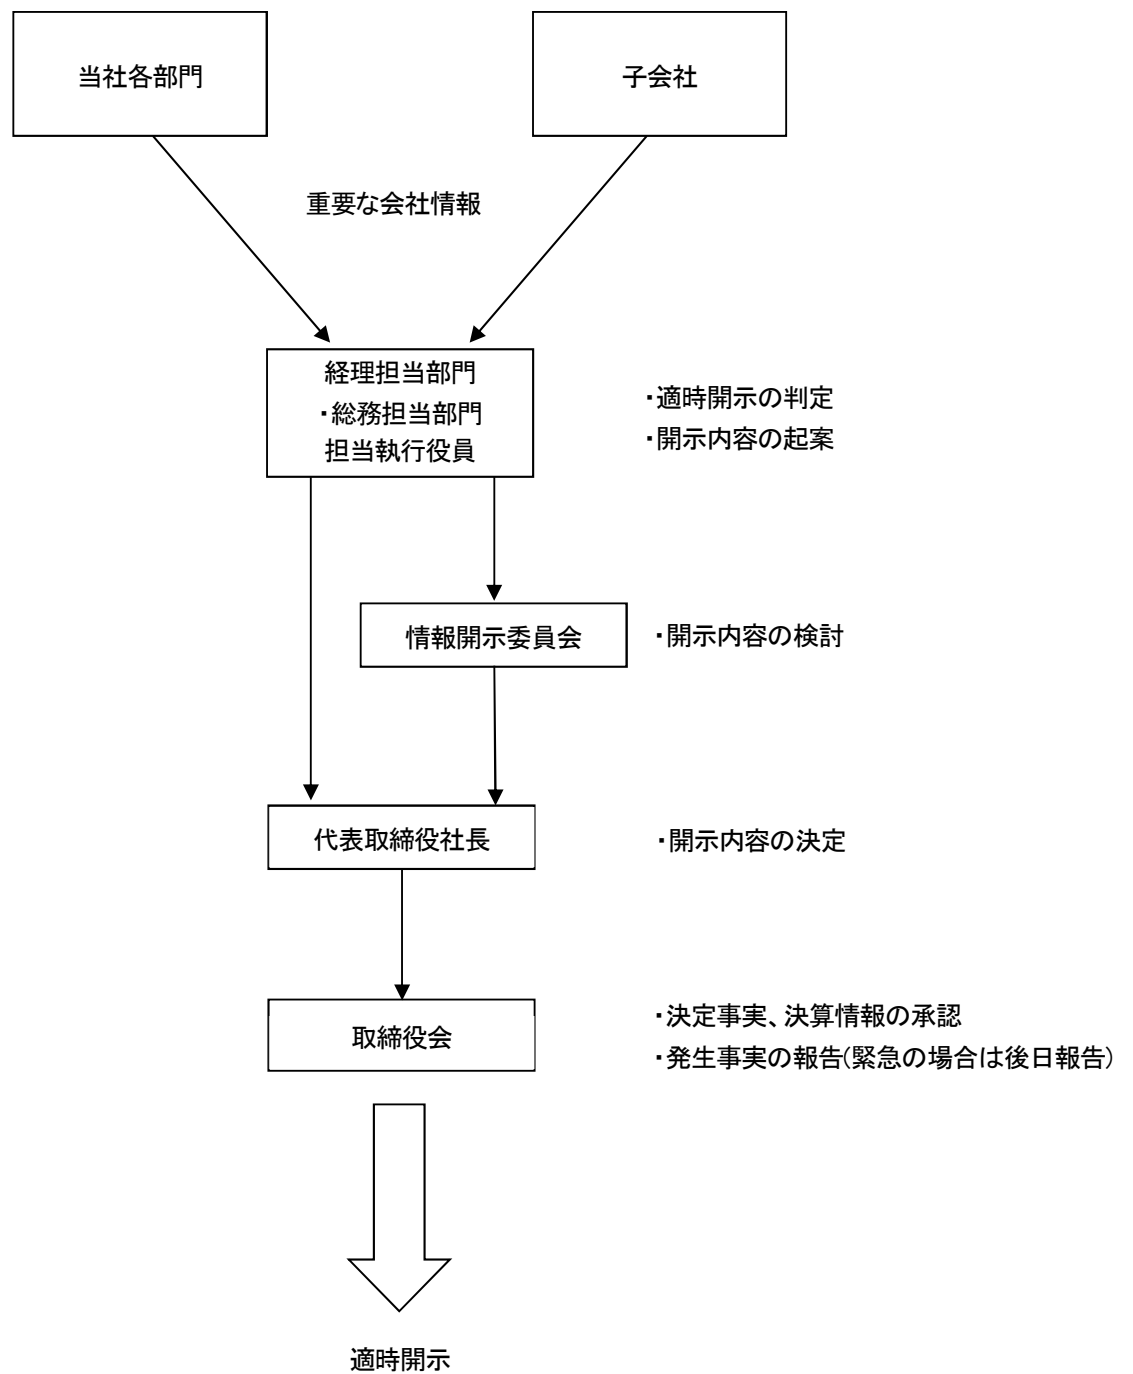 当社各部門
子会社
重要な会社情報
経理担当部門
・総務担当部門
担当執行役員
・適時開示の判定
・開示内容の起案
情報開示委員会
・開示内容の検討
代表取締役社長
・開示内容の決定
取締役会
・決定事実、決算情報の承認
・発生事実の報告(緊急の場合は後日報告)
適時開示